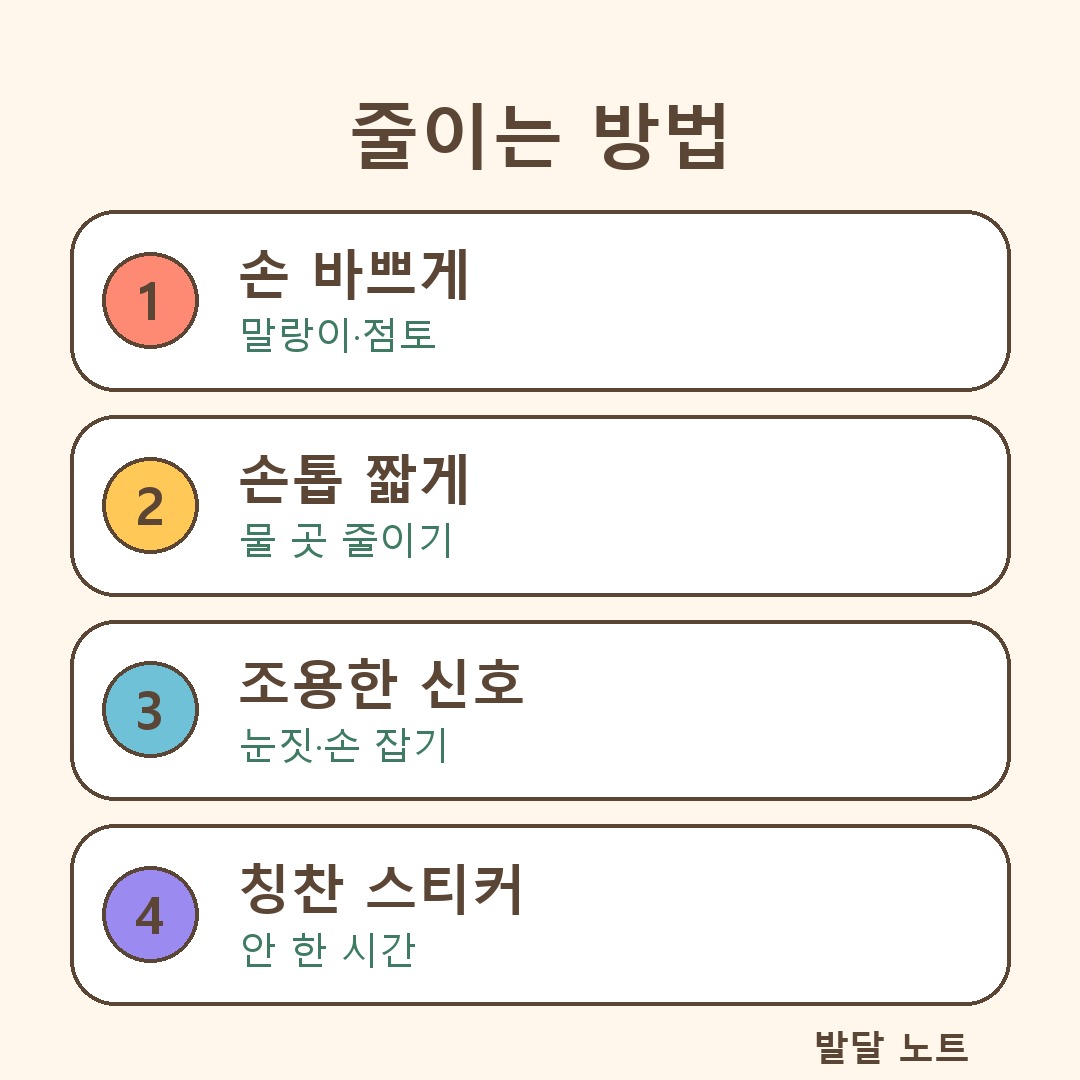 줄이는 방법
1
손 바쁘게
말랑이·점토
2
손톱 짧게
물 곳 줄이기
3
조용한 신호
눈짓·손 잡기
4
칭찬 스티커
안 한 시간
발달 노트